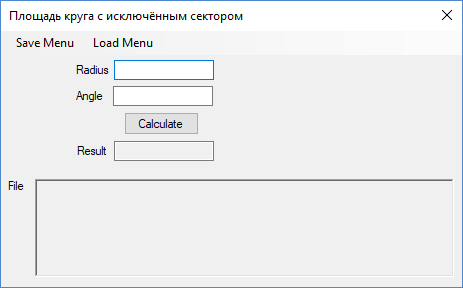 Площадь круга с исключённым сектором
Save Menu Load Menu
Radius
Angle
Calculate
Result
File